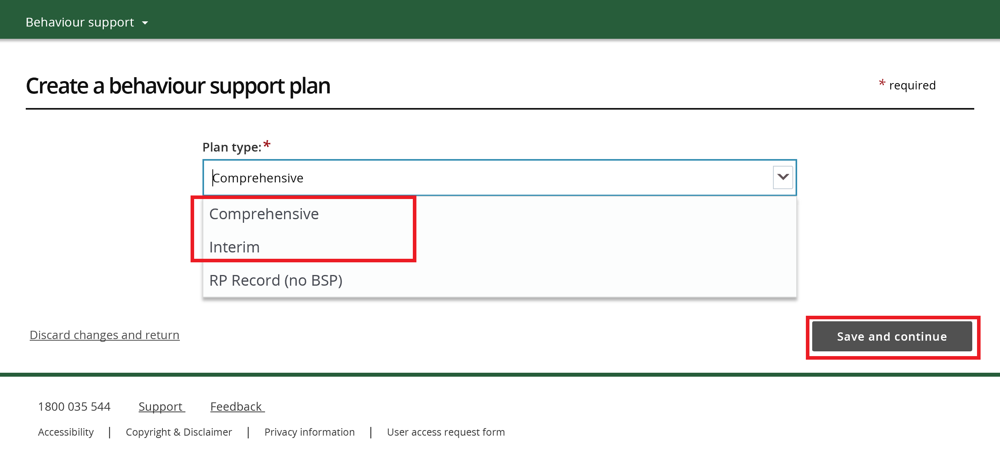 Behaviour support
Create a behaviour support plan
* required
Plan type:*
Comprehensive
Comprehensive
Interim
RP Record (no BSP)
Discard changes and return
Save and continue
1800 035 544 Support Feedback
Accessibility | Copyright & Disclaimer | Privacy information | User access request form